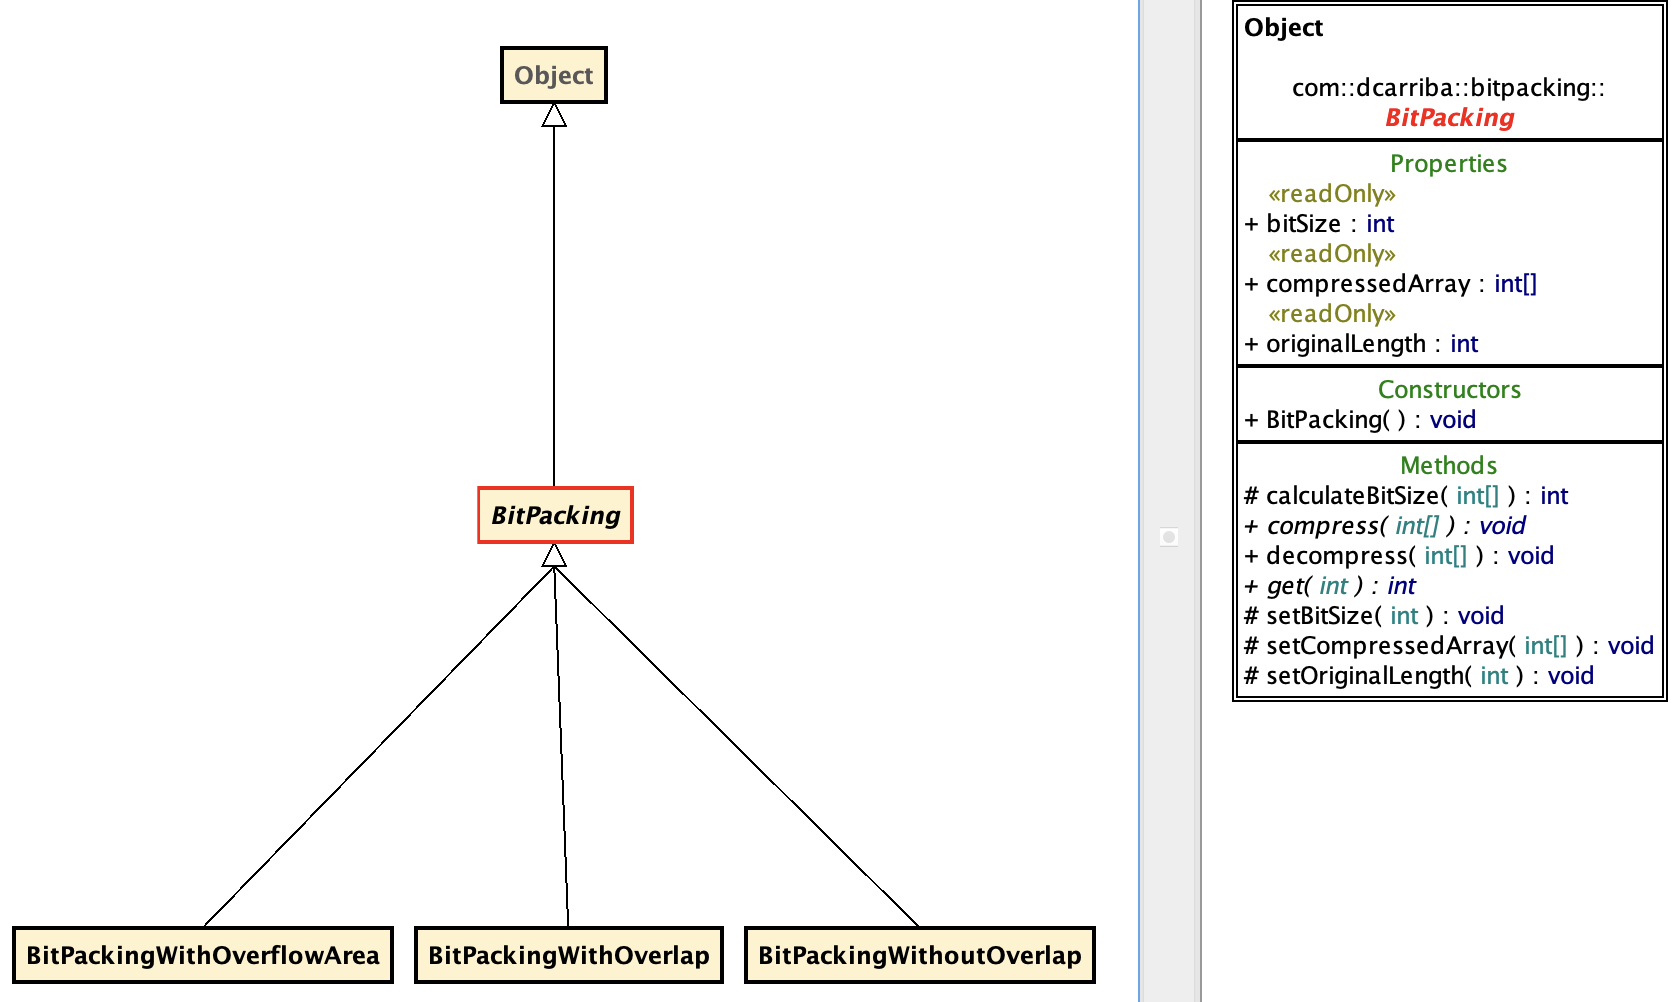 Object
BitPacking
BitPackingWithOverflowArea
BitPackingWithOverlap
BitPackingWithoutOverlap
Object
com::dcarriba::bitpacking::
BitPacking
Properties
«readOnly»
+ bitSize : int
«readOnly»
+ compressedArray : int[]
«readOnly»
+ originalLength : int
Constructors
+ BitPacking( ) : void
Methods
# calculateBitSize( int[] ) : int
+ compress( int[] ) : void
+ decompress( int[] ) : void
+ get( int ) : int
# setBitSize( int ) : void
# setCompressedArray( int[] ) : void
# setOriginalLength( int ) : void